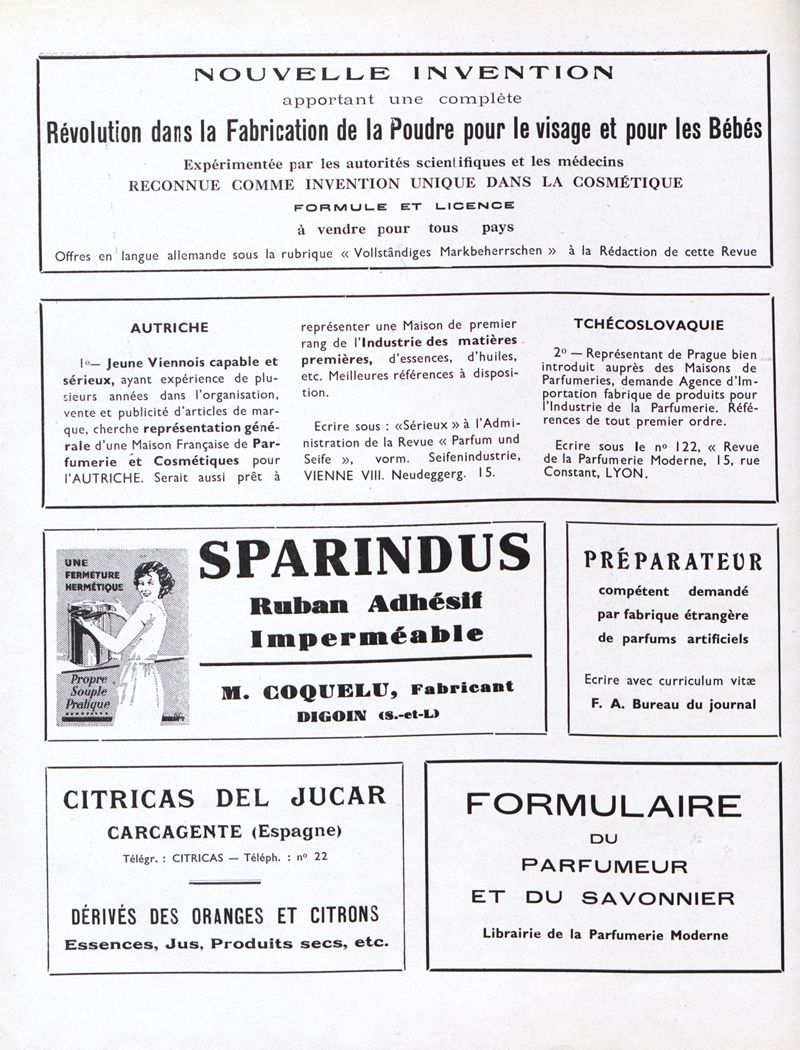 NOUVELLE INVENTION
apportant une complète
Révolution dans la Fabrication de la Poudre pour le visage et pour les Bébés
Expérimentée par les autorités scientifiques et les médecins
RECONNUE COMME INVENTION UNIQUE DANS LA COSMÉTIQUE
FORMULE ET LICENCE
à vendre pour tous pays
Offres en langue allemande sous la rubrique « Vollstândiges Markbeherrschen » à la Rédaction de cette Revue
AUTRICHE
1º— Jeune Viennois capable et
sérieux, ayant expérience de plu-
sieurs années dans l'organisation,
vente et publicité d'articles de mar-
que, cherche représentation géné-
rale d'une Maison Française de Par-
fumerie et Cosmétiques pour
l'AUTRICHE. Serait aussi prêt à
représenter une Maison de premier
rang de l'Industrie des matières
premières, d'essences, d'huiles,
etc. Meilleures références à disposi-
tion.
Ecrire sous : «Sérieux » à l'Admi-
nistration de la Revue « Parfum und
Seife », vorm. Seifenindustrie,
VIENNE VIII. Neudeggerg. 15.
TCHÉCOSLOVAQUIE
2º — Représentant de Prague bien
introduit auprès des Maisons de
Parfumeries, demande Agence d'Im-
portation fabrique de produits pour
l'Industrie de la Parfumerie. Réfé-
rences de tout premier ordre.
Ecrire sous le nº 122, « Revue
de la Parfumerie Moderne, 15, rue
Constant, LYON.
UNE
FERMETURE
HERMÉTIQUE
Propre
Souple
Pratique
SPARINDUS
Ruban Adhésif
Imperméable
M. COQUELU, Fabricant
DIGOIN (S.-et-L)
PRÉPARATEUR
compétent demandé
par fabrique étrangère
de parfums artificiels
Ecrire avec curriculum vitæ
F. A. Bureau du journal
CITRICAS DEL JUCAR
CARCAGENTE (Espagne)
Télégr. : CITRICAS — Téléph. : nº 22
DÉRIVÉS DES ORANGES ET CITRONS
Essences, Jus, Produits secs, etc.
FORMULAIRE
DU
PARFUMEUR
ET DU SAVONNIER
Librairie de la Parfumerie Moderne